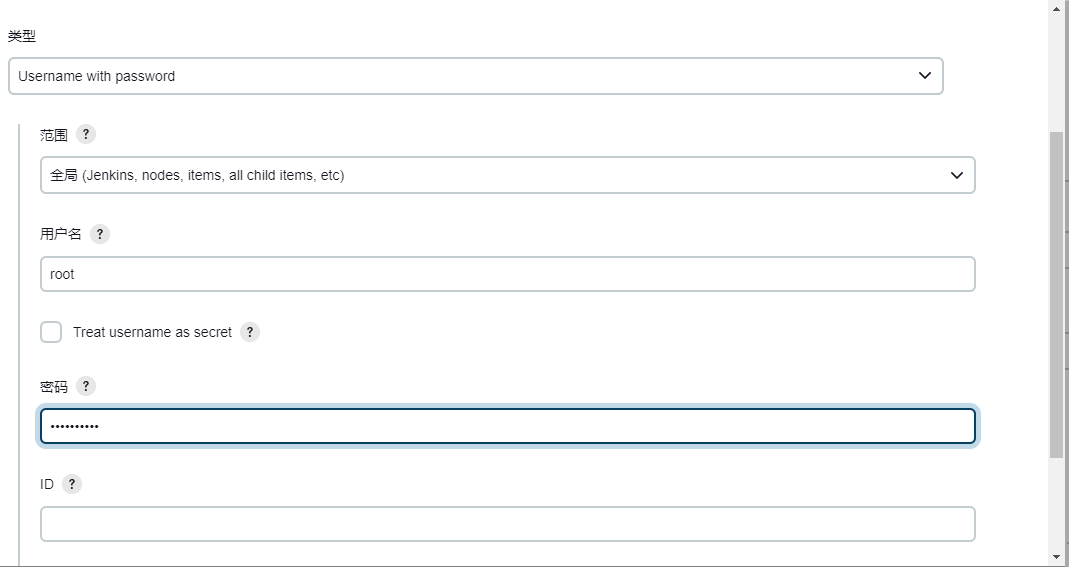 类型
Username with password
范围 ?
全局 (Jenkins, nodes, items, all child items, etc)
用户名 ?
root
Treat username as secret ?
密码 ?
••••••••••
ID ?